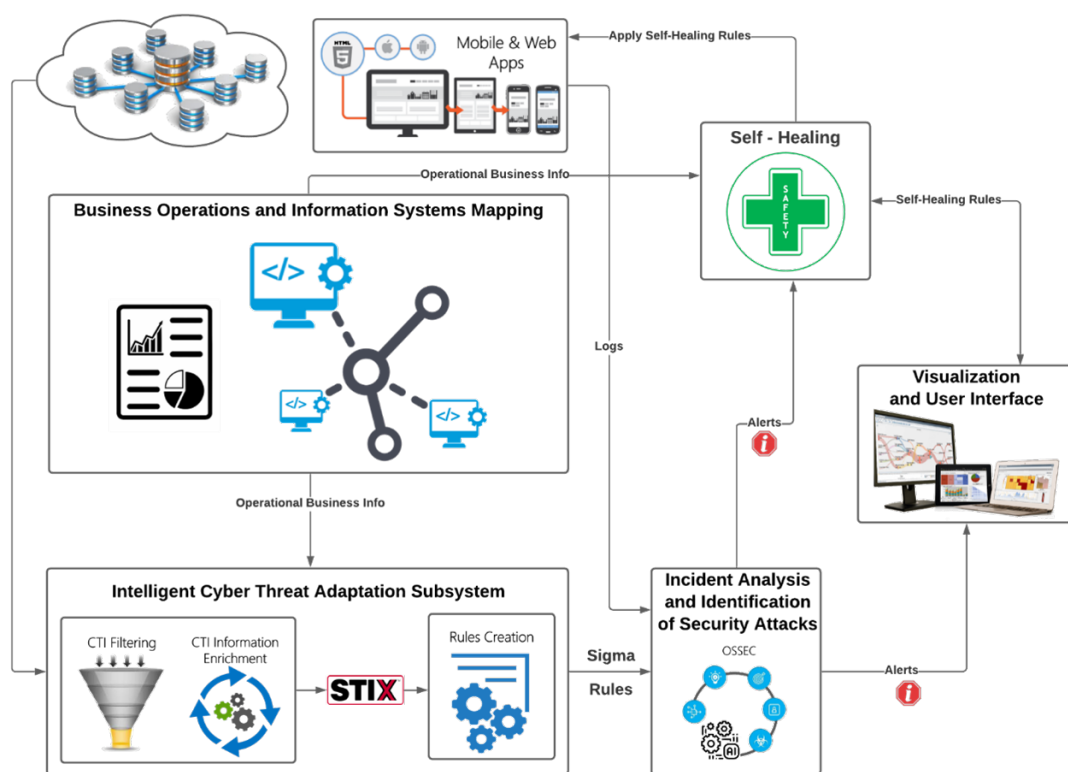 HTML
5
Mobile & Web
Apps
Apply Self-Healing Rules
Self - Healing
SAFETY
Operational Business Info
Business Operations and Information Systems Mapping
</>
</>
</>
Self-Healing Rules
Logs
Visualization
and User Interface
Alerts
i
Operational Business Info
Intelligent Cyber Threat Adaptation Subsystem
CTI Filtering
CTI Information
Enrichment
STIX
Rules Creation
Sigma
Rules
Incident Analysis
and Identification
of Security Attacks
OSSEC
AI
Alerts
i